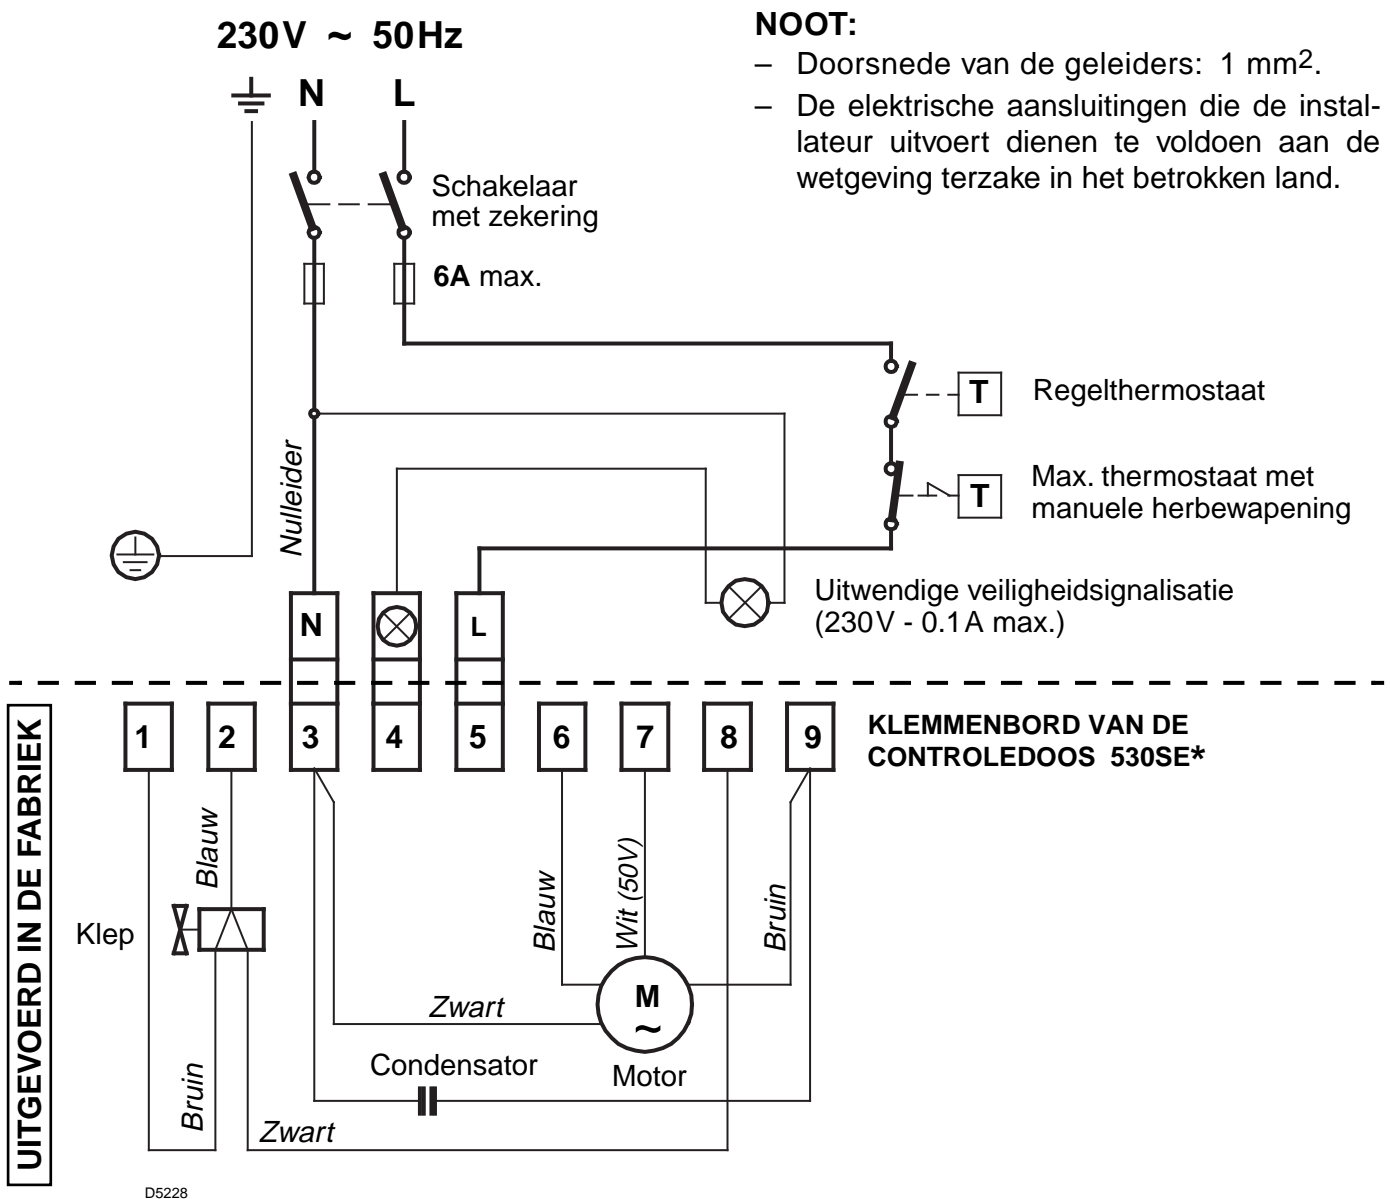 230V ~ 50Hz
N L
Schakelaar
met zekering
6A max.
NOOT:
– Doorsnede van de geleiders: 1 mm2.
– De elektrische aansluitingen die de instal-
lateur uitvoert dienen te voldoen aan de
wetgeving terzake in het betrokken land.
T Regelthermostaat
T Max. thermostaat met
manuele herbewapening
Nulleider
Uitwendige veiligheidsignalisatie
(230V - 0.1A max.)
N L
1 2 3 4 5 6 7 8 9
KLEMMENBORD VAN DE
CONTROLEDOOS 530SE*
UITGEVOERD IN DE FABRIEK
Blauw
Klep
Bruin
Zwart
Blauw
Wit (50V)
Bruin
M
~
Zwart
Condensator
Motor
D5228